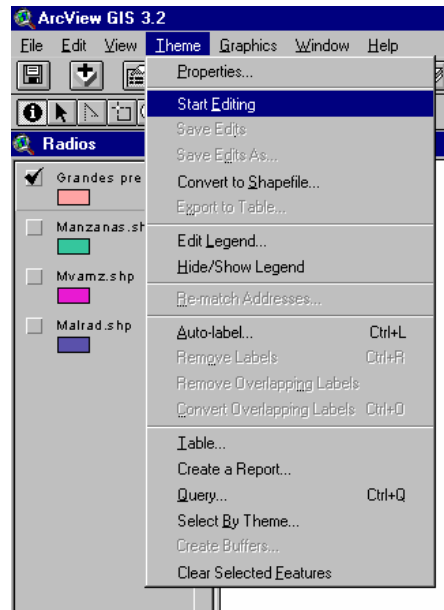 ArcView GIS 3.2
File Edit View Theme Graphics Window Help
Radios
Grandes pre
Manzanas.sh
Mvamz.shp
Malrad.shp
Properties...
Start Editing
Save Edits
Save Edits As...
Convert to Shapefile...
Export to Table...
Edit Legend...
Hide/Show Legend
Re-match Addresses...
Auto-label... Ctrl+L
Remove Labels Ctrl+R
Remove Overlapping Labels
Convert Overlapping Labels Ctrl+O
Table...
Create a Report...
Query... Ctrl+Q
Select By Theme...
Create Buffers...
Clear Selected Features